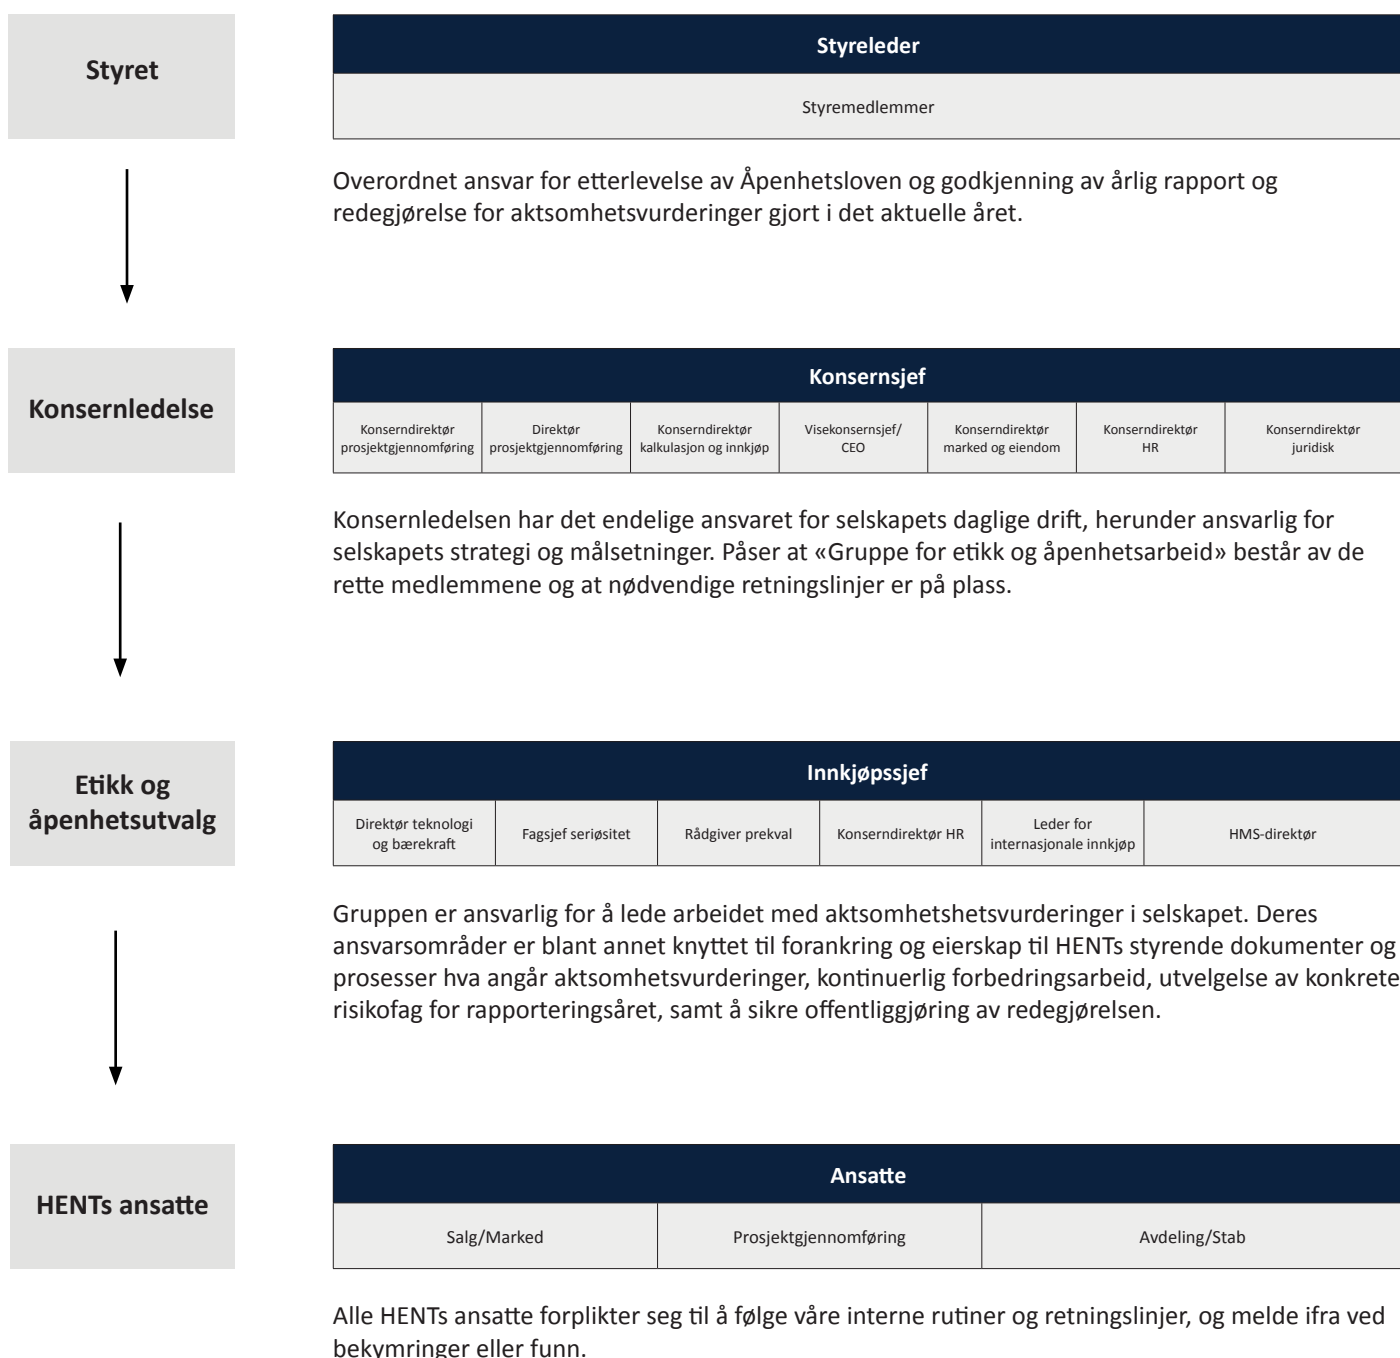 Styret
Styreleder
Styremedlemmer
Overordnet ansvar for etterlevelse av Åpenhetsloven og godkjenning av årlig rapport og
redegjørelse for aktsomhetsvurderinger gjort i det aktuelle året.
Konsernledelse
Konsernsjef
Konserndirektør
prosjektgjennomføring
Direktør
prosjektgjennomføring
Konserndirektør
kalkulasjon og innkjøp
Visekonsernsjef/
CEO
Konserndirektør
marked og eiendom
Konserndirektør
HR
Konserndirektør
juridisk
Konsernledelsen har det endelige ansvaret for selskapets daglige drift, herunder ansvarlig for
selskapets strategi og målsetninger. Påser at «Gruppe for etikk og åpenhetsarbeid» består av de
rette medlemmene og at nødvendige retningslinjer er på plass.
Etikk og
åpenhetsutvalg
Innkjøpssjef
Direktør teknologi
og bærekraft
Fagsjef seriøsitet
Rådgiver prekval
Konserndirektør HR
Leder for
internasjonale innkjøp
HMS-direktør
Gruppen er ansvarlig for å lede arbeidet med aktsomhetshetsvurderinger i selskapet. Deres
ansvarsområder er blant annet knyttet til forankring og eierskap til HENTs styrende dokumenter og
prosesser hva angår aktsomhetsvurderinger, kontinuerlig forbedringsarbeid, utvelgelse av konkrete
risikofag for rapporteringsåret, samt å sikre offentliggjøring av redegjørelsen.
HENTs ansatte
Ansatte
Salg/Marked
Prosjektgjennomføring
Avdeling/Stab
Alle HENTs ansatte forplikter seg til å følge våre interne rutiner og retningslinjer, og melde ifra ved
bekymringer eller funn.